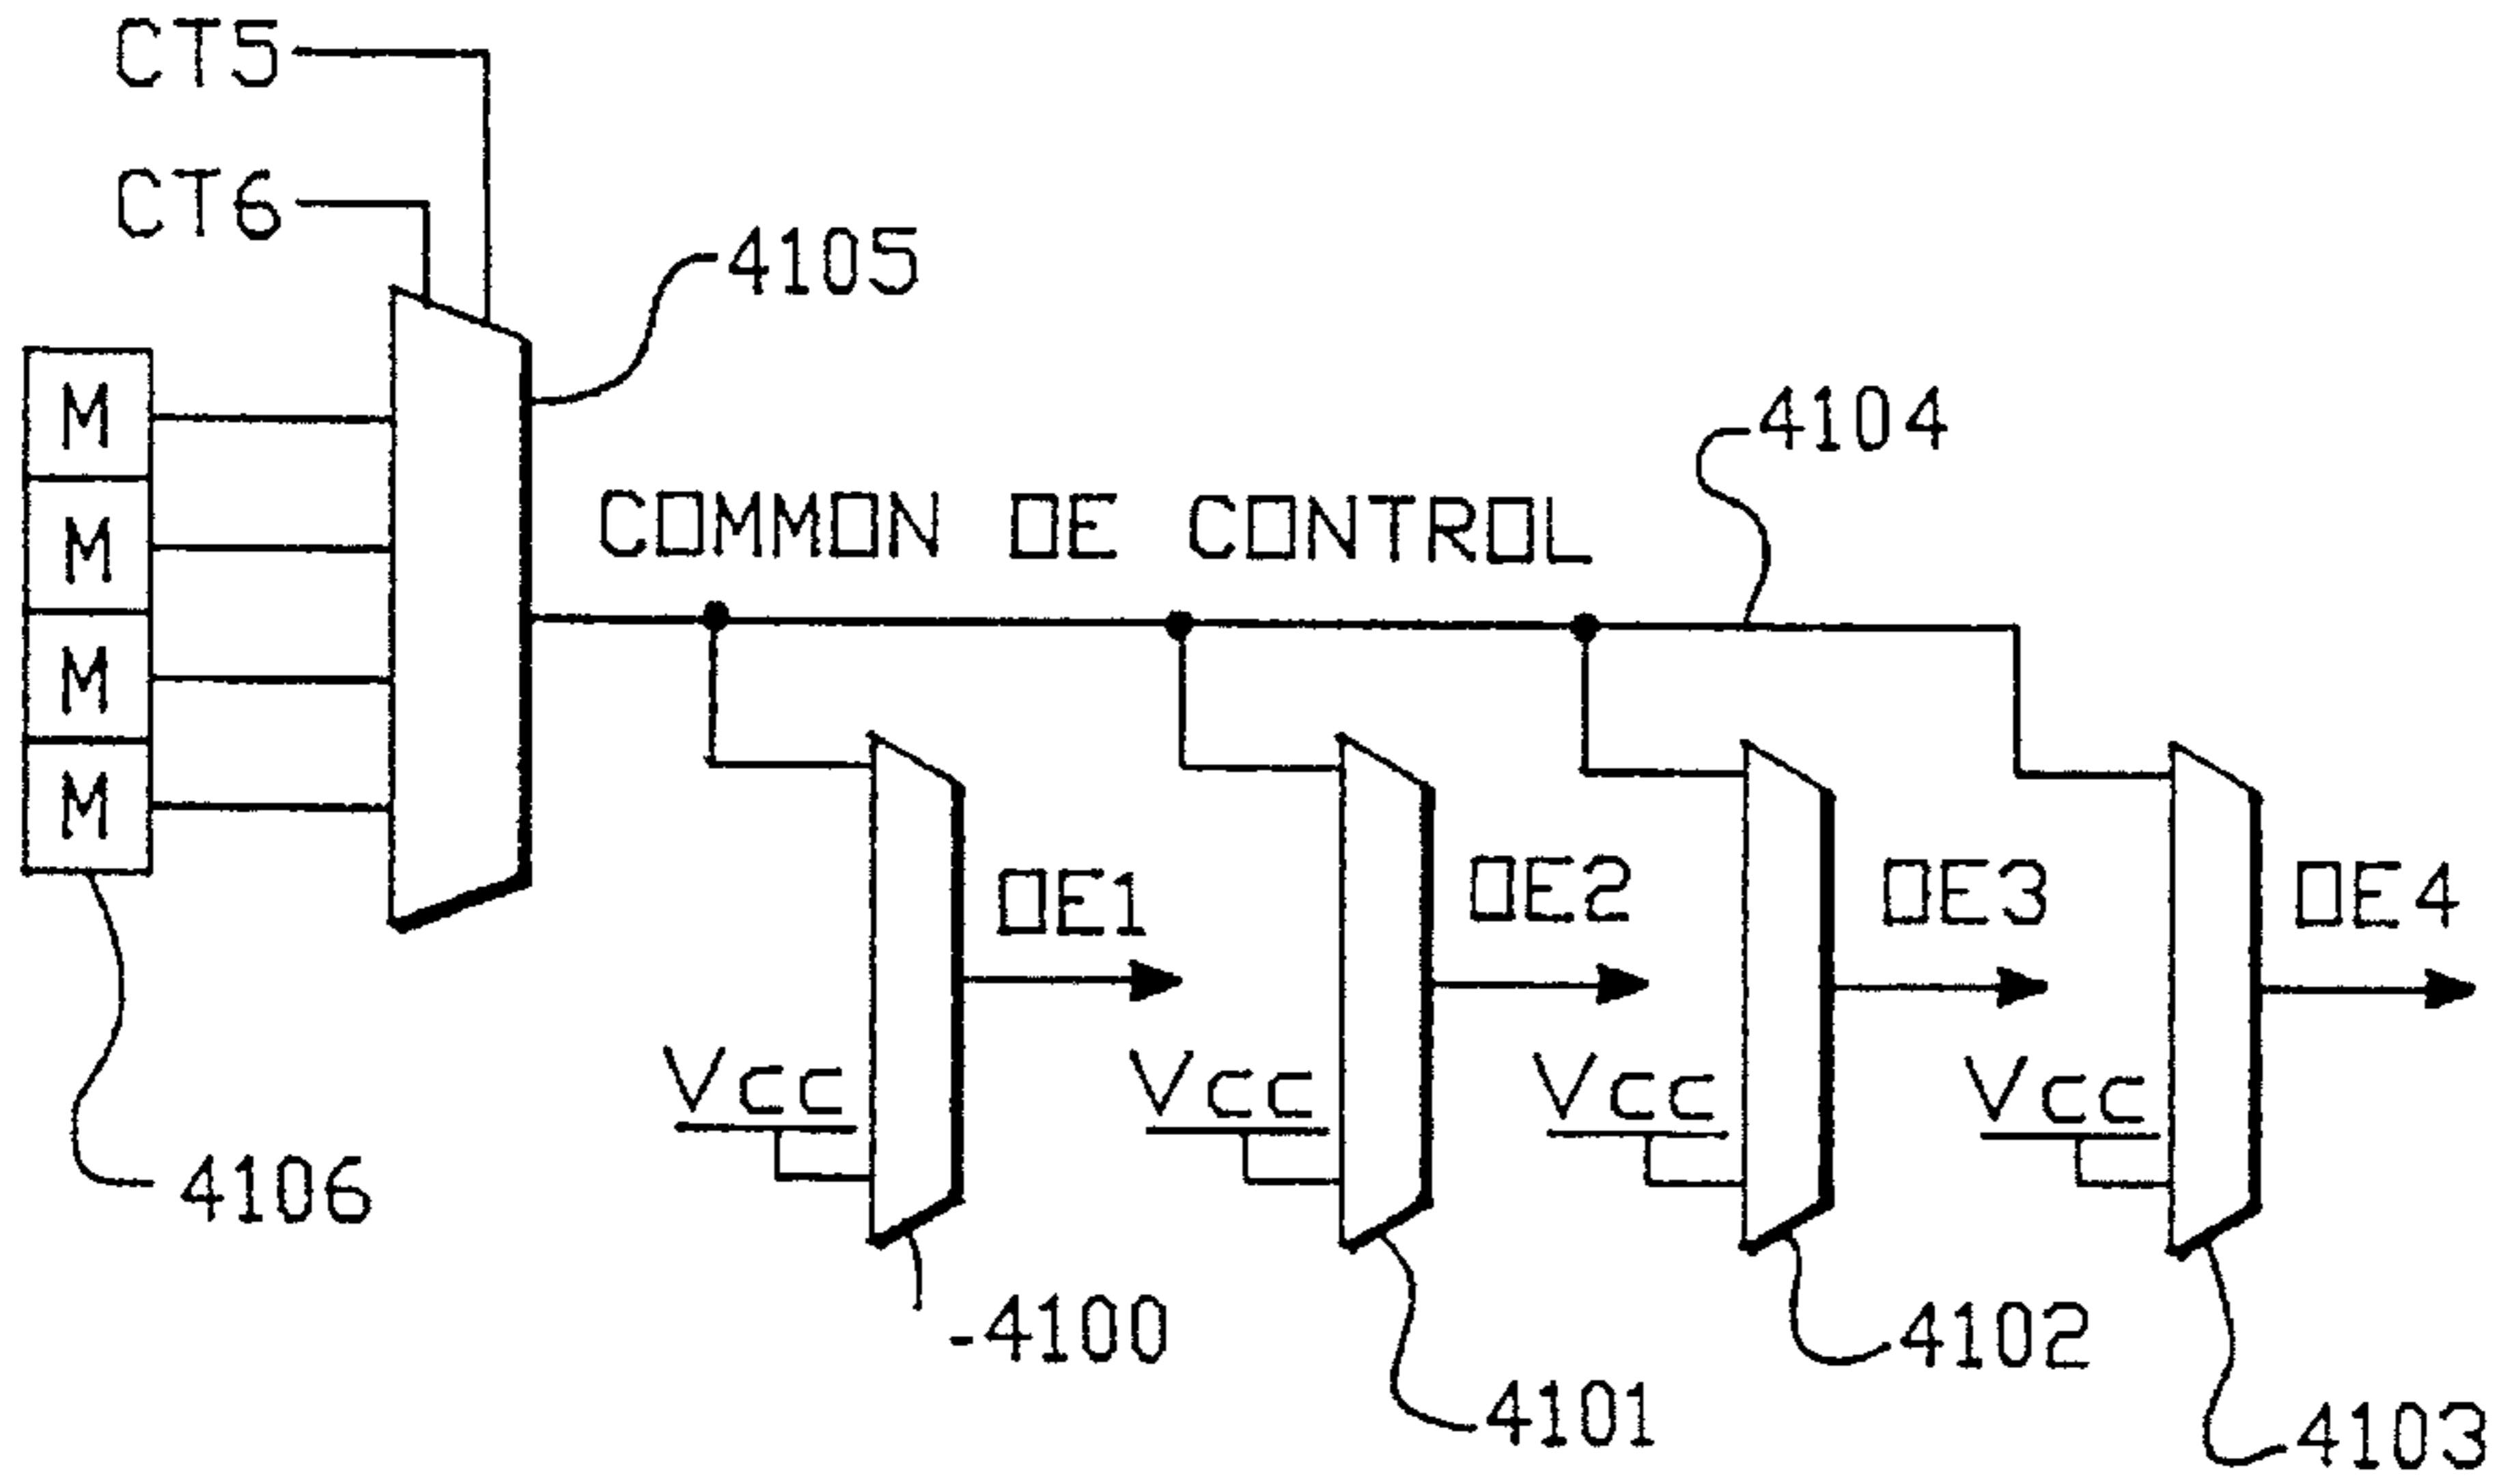 CT5
CT6
4105
M
M
M
M
4104
COMMON OE CONTROL
OE1
OE2
OE3
OE4
Vcc
Vcc
Vcc
Vcc
4106
-4100
4101
4102
4103